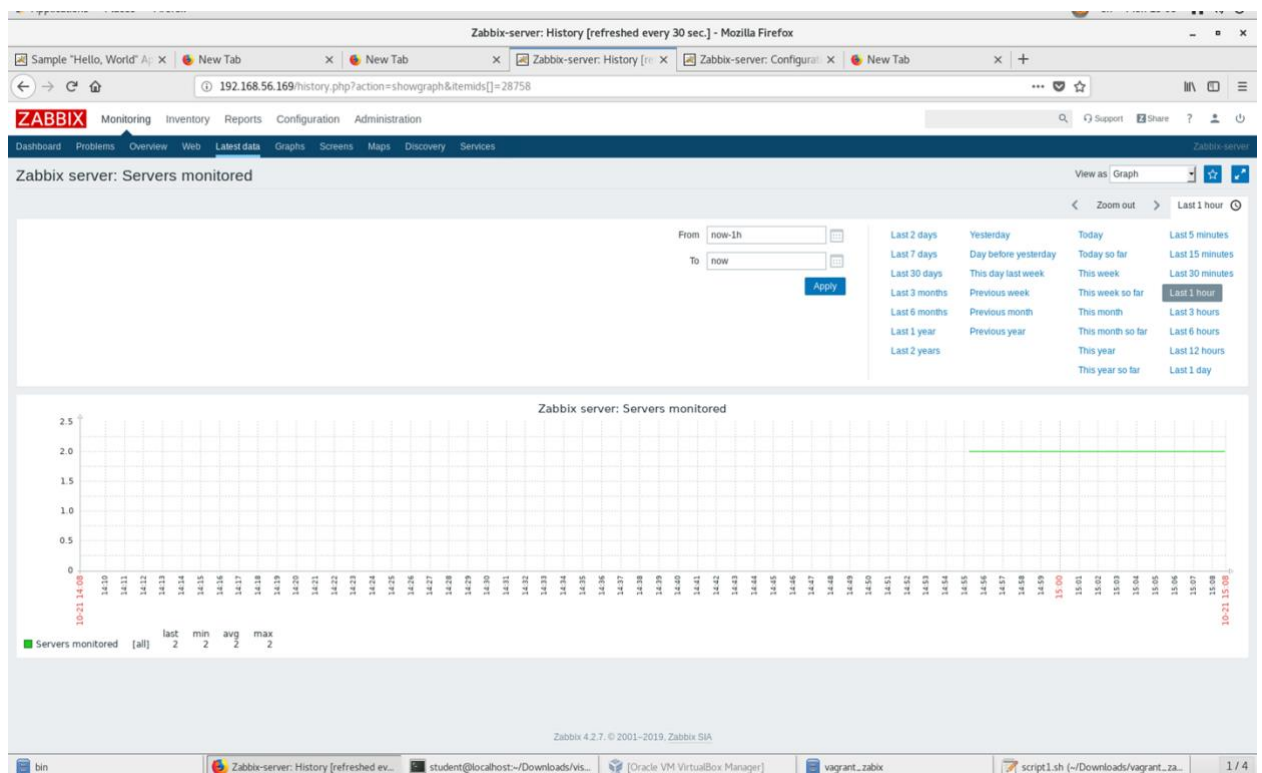 Zabbix-server: History [refreshed every 30 sec.] - Mozilla Firefox
Sample "Hello, World" Ap
New Tab
New Tab
Zabbix-server: History [re
Zabbix-server: Configurat
New Tab
192.168.56.169/history.php?action=showgraph&itemids[]=28758
ZABBIX Monitoring Inventory Reports Configuration Administration
Support Share ?
Dashboard Problems Overview Web Latest data Graphs Screens Maps Discovery Services Zabbix-server
Zabbix server: Servers monitored
View as Graph
Zoom out Last 1 hour
From now-1h
To now
Apply
Last 2 days Yesterday Today Last 5 minutes
Last 7 days Day before yesterday Today so far Last 15 minutes
Last 30 days This day last week This week Last 30 minutes
Last 3 months Previous week This week so far Last 1 hour
Last 6 months Previous month This month Last 3 hours
Last 1 year Previous year This month so far Last 6 hours
Last 2 years This year Last 12 hours
This year so far Last 1 day
Zabbix server: Servers monitored
2.5
2.0
1.5
1.0
0.5
0
10-21 14:08 14:10 14:11 14:12 14:13 14:14 14:15 14:16 14:17 14:18 14:19 14:20 14:21 14:22 14:23 14:24 14:25 14:26 14:27 14:28 14:29 14:30 14:31 14:32 14:33 14:34 14:35 14:36 14:37 14:38 14:39 14:40 14:41 14:42 14:43 14:44 14:45 14:46 14:47 14:48 14:49 14:50 14:51 14:52 14:53 14:54 14:55 14:56 14:57 14:58 14:59 15:00 15:01 15:02 15:03 15:04 15:05 15:06 15:07 15:08 10-21 15:08
last min avg max
Servers monitored [all] 2 2 2 2
Zabbix 4.2.7. © 2001–2019, Zabbix SIA
bin
Zabbix-server: History [refreshed ev...
student@localhost:~/Downloads/vis...
[Oracle VM VirtualBox Manager]
vagrant_zabix
script1.sh (~/Downloads/vagrant_za...
1 / 4